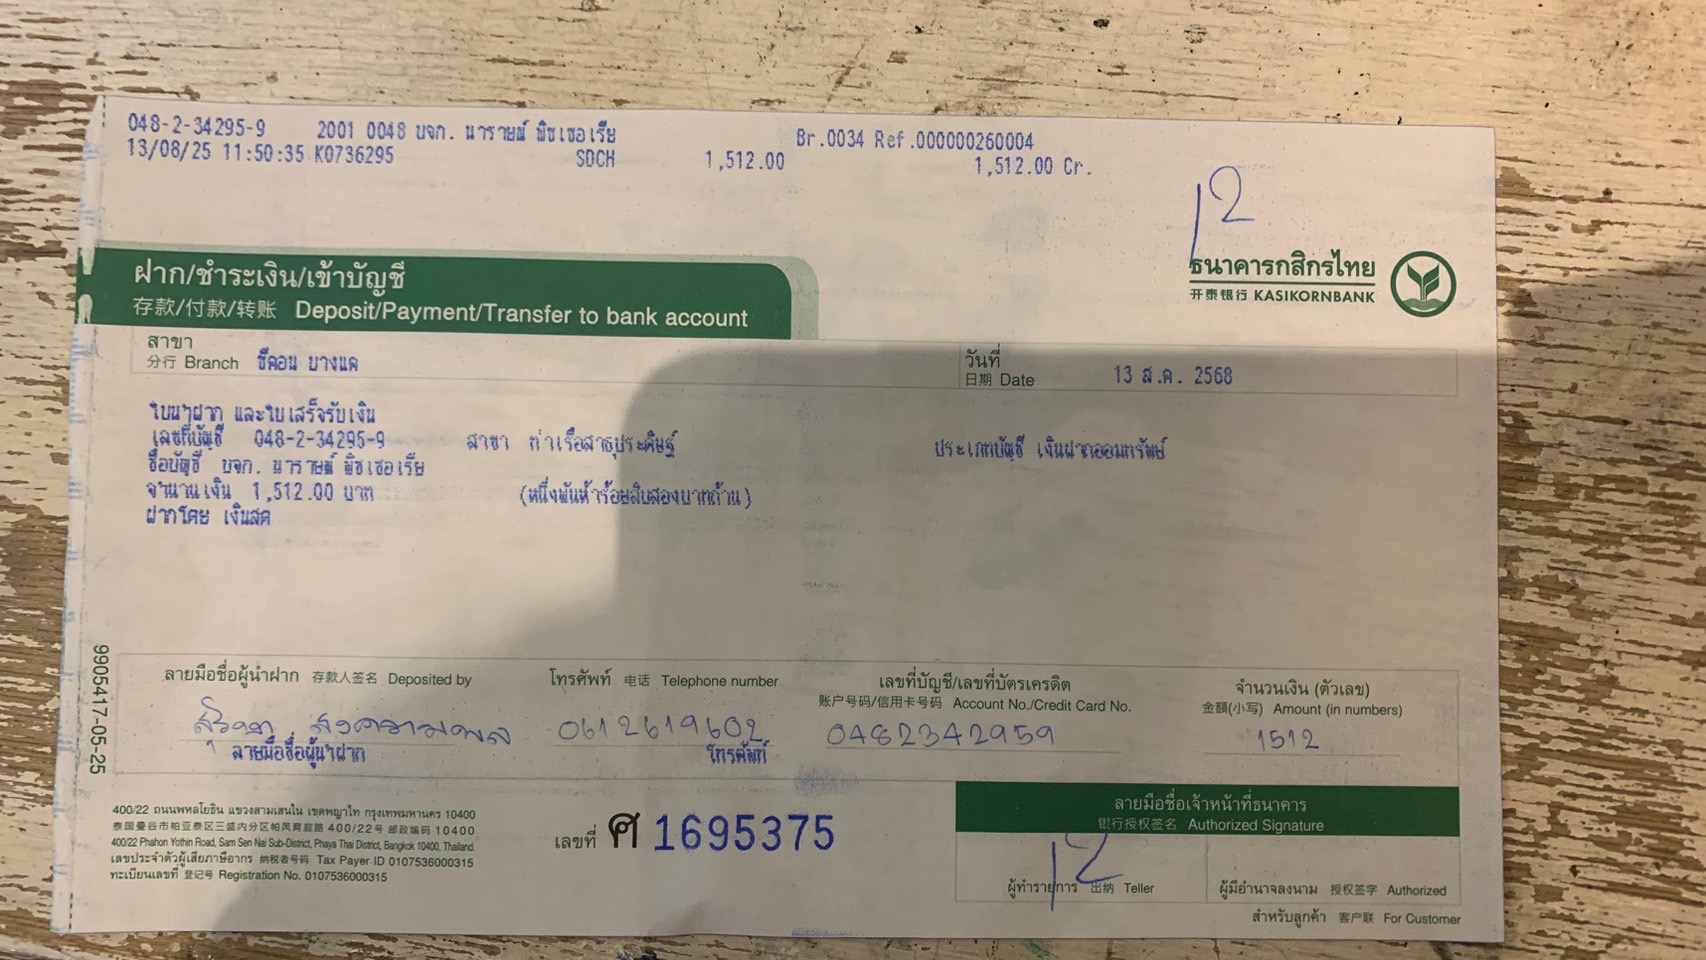 048-2-34295-9 2001 0048 บจก. นารายณ์ พิซเซอเรีย Br.0034 Ref.000000260004
13/08/25 11:50:35 K0736295 SDCH 1,512.00 1,512.00 Cr.
12
ธนาคารกสิกรไทย
开泰银行 KASIKORNBANK
ฝาก/ชำระเงิน/เข้าบัญชี
存款/付款/转账 Deposit/Payment/Transfer to bank account
สาขา
分行 Branch ซีคอน บางแค
วันที่
日期 Date 13 ส.ค. 2568
ใบนำฝาก และใบเสร็จรับเงิน
เลขที่บัญชี 048-2-34295-9 สาขา ท่าเรือสาธุประดิษฐ์ ประเภทบัญชี เงินฝากออมทรัพย์
ชื่อบัญชี บจก. นารายณ์ พิซเซอเรีย
จำนวนเงิน 1,512.00 บาท (หนึ่งพันห้าร้อยสิบสองบาทถ้วน)
ฝากโดย เงินสด
9905417-05-25
ลายมือชื่อผู้นำฝาก 存款人签名 Deposited by
โทรศัพท์ 电话 Telephone number
เลขที่บัญชี/เลขที่บัตรเครดิต
账户号码/信用卡号码 Account No./Credit Card No.
จำนวนเงิน (ตัวเลข)
金額(小写) Amount (in numbers)
0612619602 0482342959 1512
ลายมือชื่อผู้นำฝาก โทรศัพท์
400/22 ถนนพหลโยธิน แขวงสามเสนใน เขตพญาไท กรุงเทพมหานคร 10400
泰国曼谷市帕亚泰区三盛内分区帕凤裕庭路 400/22号 邮政编码 10400
400/22 Phahon Yothin Road, Sam Sen Nai Sub-District, Phaya Thai District, Bangkok 10400, Thailand.
เลขประจำตัวผู้เสียภาษีอากร 纳税者号码 Tax Payer ID 0107536000315
ทะเบียนเลขที่ 登记号 Registration No. 0107536000315
เลขที่ ศ 1695375
ลายมือชื่อเจ้าหน้าที่ธนาคาร
银行授权签名 Authorized Signature
12
ผู้ทำรายการ 出纳 Teller
ผู้มีอำนาจลงนาม 授权签字 Authorized
สำหรับลูกค้า 客户联 For Customer